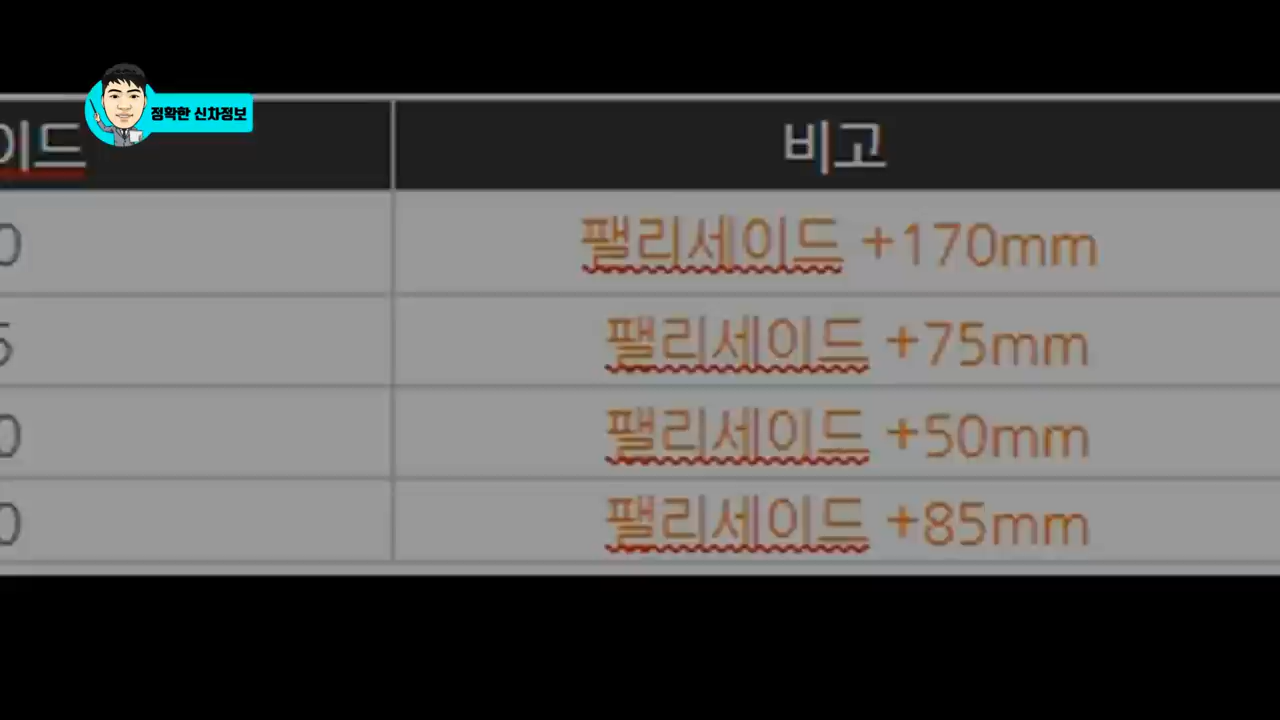 정확한 신차정보
이드 비고
0 팰리세이드 +170mm
5 팰리세이드 +75mm
0 팰리세이드 +50mm
0 팰리세이드 +85mm